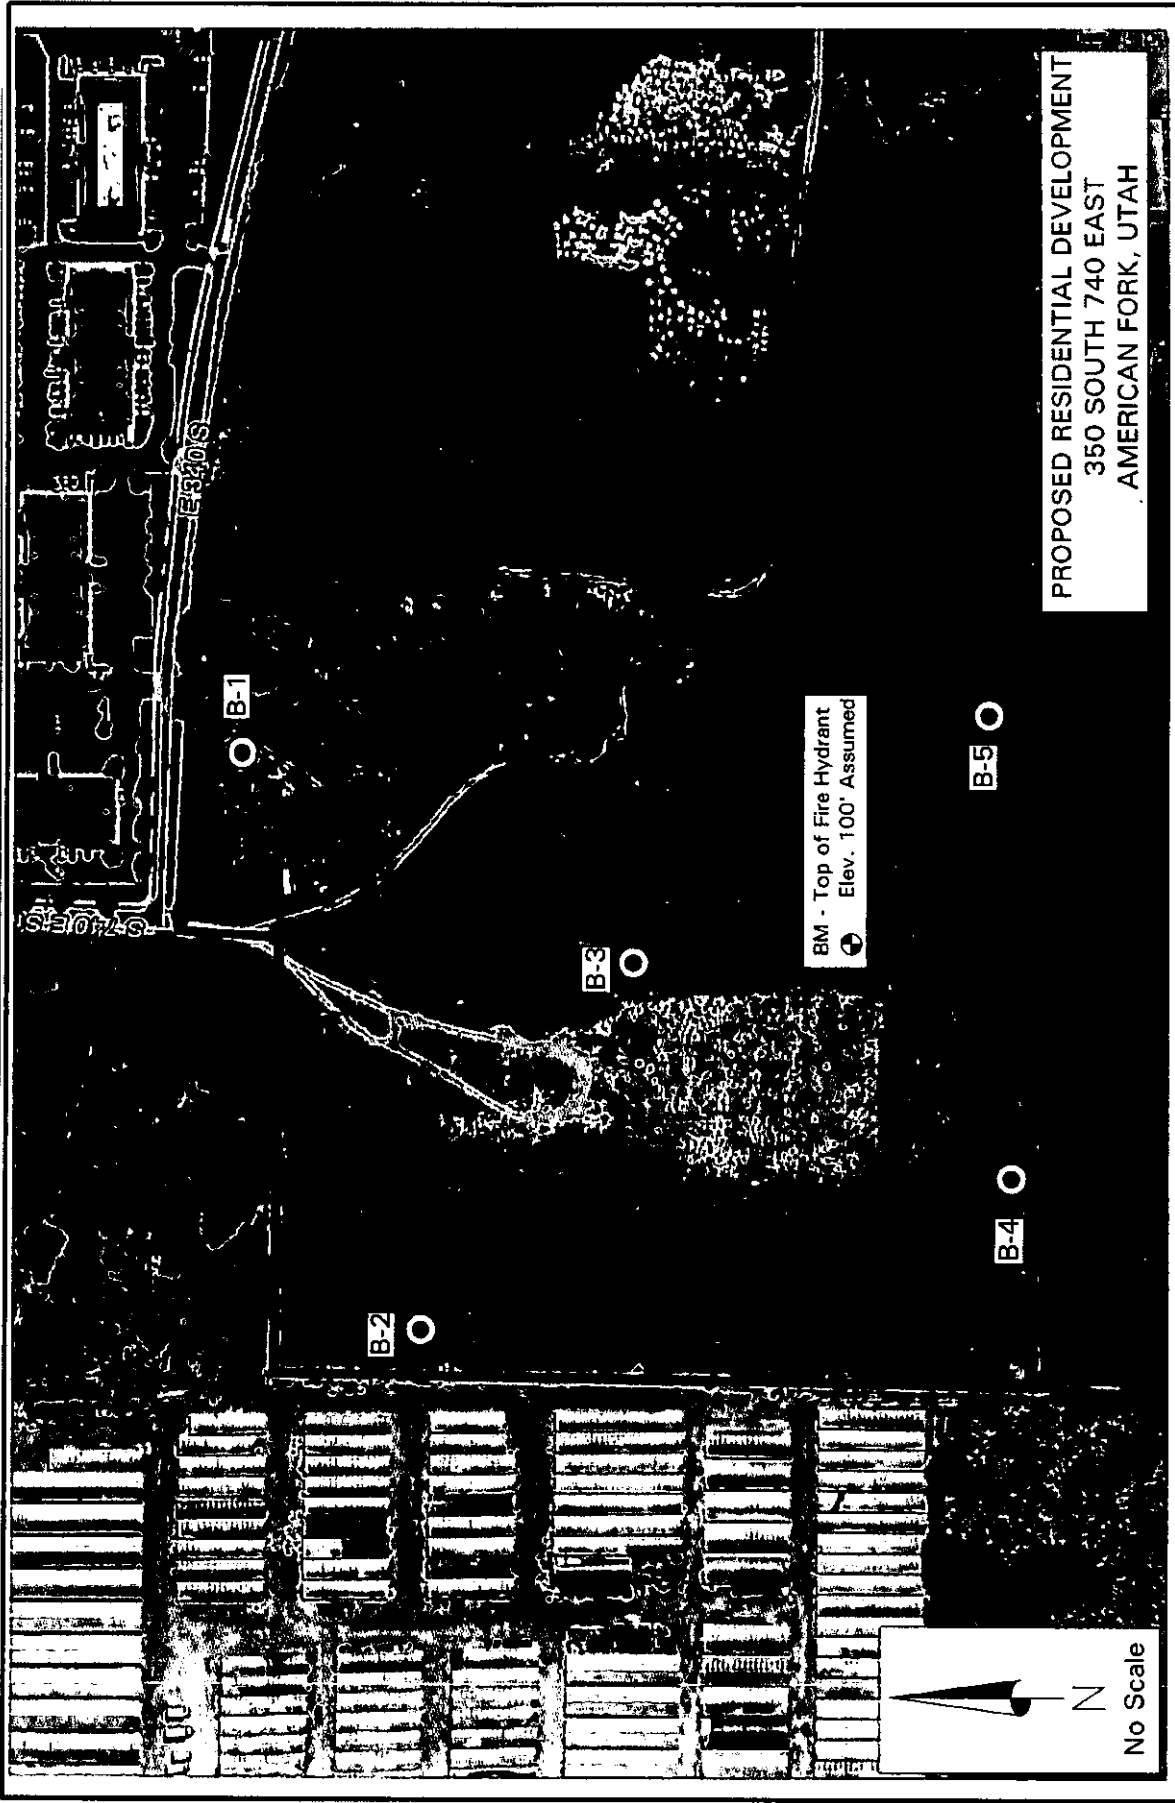 S 740 E St
E 340 S
B-1
B-2
B-3
BM - Top of Fire Hydrant
Elev. 100' Assumed
B-4
B-5
N
No Scale
PROPOSED RESIDENTIAL DEVELOPMENT
350 SOUTH 740 EAST
AMERICAN FORK, UTAH